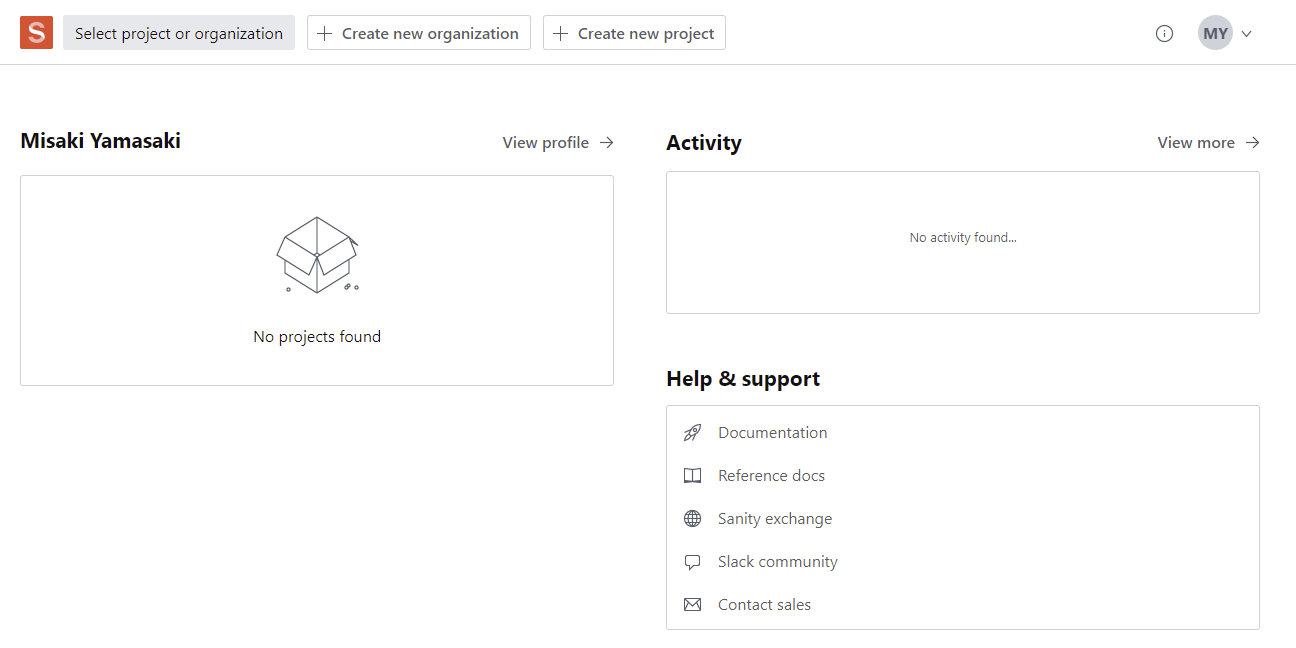 S
Select project or organization
Create new organization
Create new project
MY
Misaki Yamasaki
View profile
No projects found
Activity
View more
No activity found...
Help & support
Documentation
Reference docs
Sanity exchange
Slack community
Contact sales